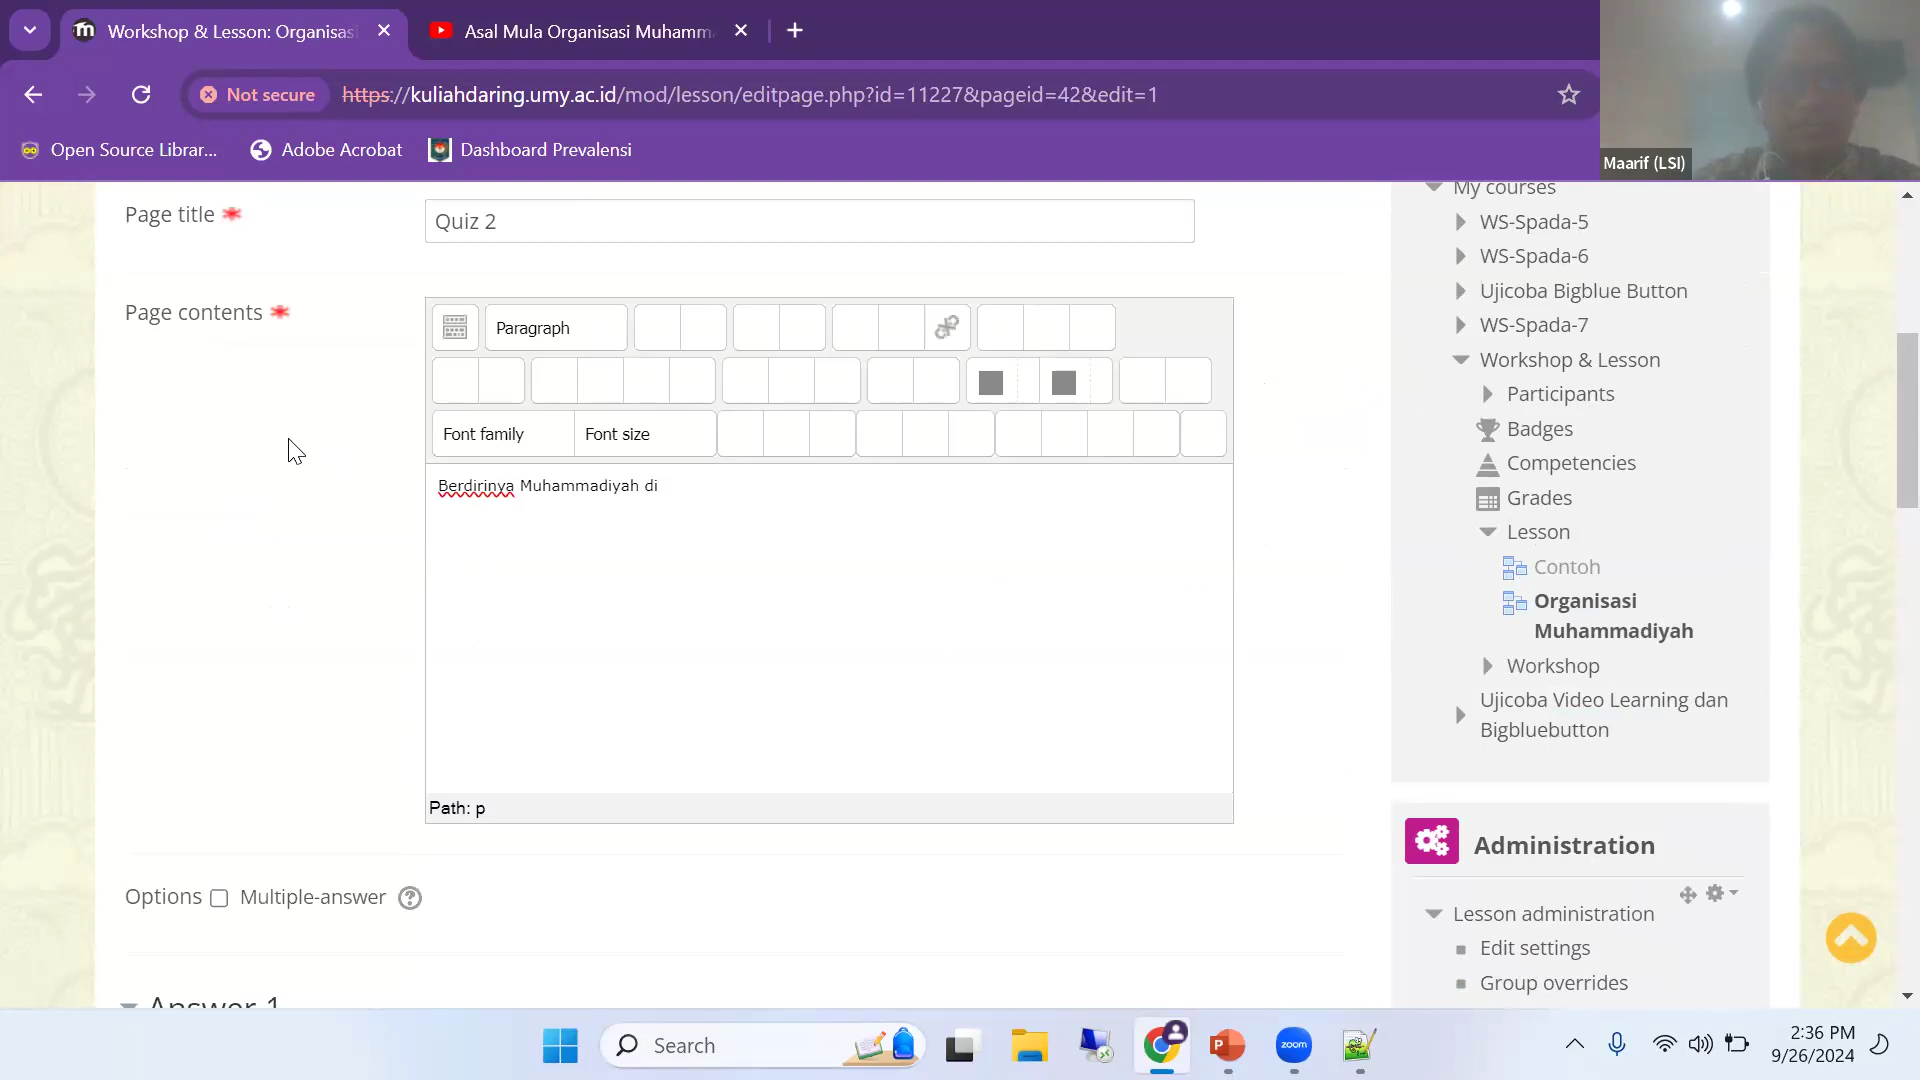 Workshop & Lesson: Organisasi
Asal Mula Organisasi Muhamm
Not secure
https://kuliahdaring.umy.ac.id/mod/lesson/editpage.php?id=11227&pageid=42&edit=1
Open Source Librar...
Adobe Acrobat
Dashboard Prevalensi
Maarif (LSI)
Page title
Quiz 2
Page contents
Paragraph
Font family
Font size
Berdirinya Muhammadiyah di
Path: p
Options
Multiple-answer
Answer 1
My courses
WS-Spada-5
WS-Spada-6
Ujicoba Bigblue Button
WS-Spada-7
Workshop & Lesson
Participants
Badges
Competencies
Grades
Lesson
Contoh
Organisasi
Muhammadiyah
Workshop
Ujicoba Video Learning dan
Bigbluebutton
Administration
Lesson administration
Edit settings
Group overrides
Search
zoom
2:36 PM
9/26/2024